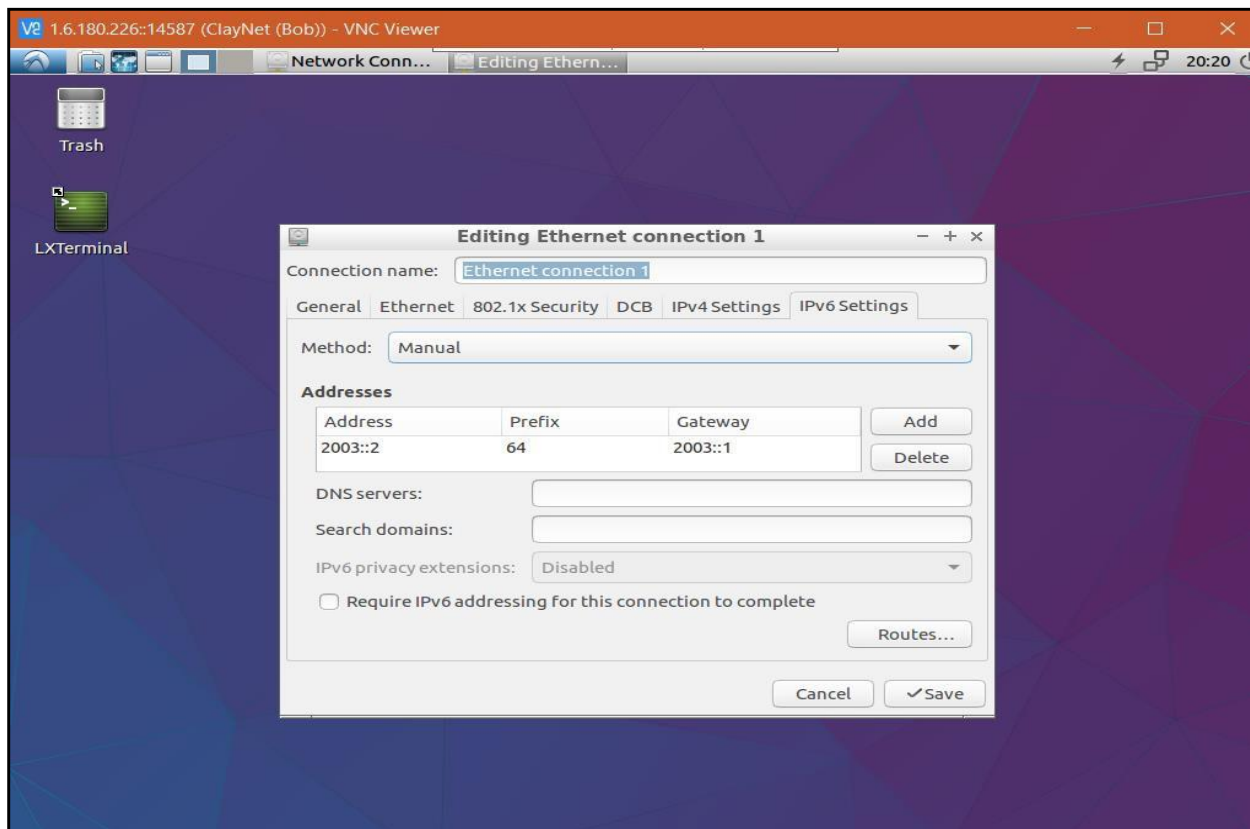 V2 1.6.180.226::14587 (ClayNet (Bob)) - VNC Viewer
Network Conn... Editing Ethern... 20:20
Trash
LXTerminal
Editing Ethernet connection 1
Connection name: Ethernet connection 1
General Ethernet 802.1x Security DCB IPv4 Settings IPv6 Settings
Method: Manual
Addresses
Address Prefix Gateway Add
2003::2 64 2003::1
Delete
DNS servers:
Search domains:
IPv6 privacy extensions: Disabled
Require IPv6 addressing for this connection to complete
Routes...
Cancel Save